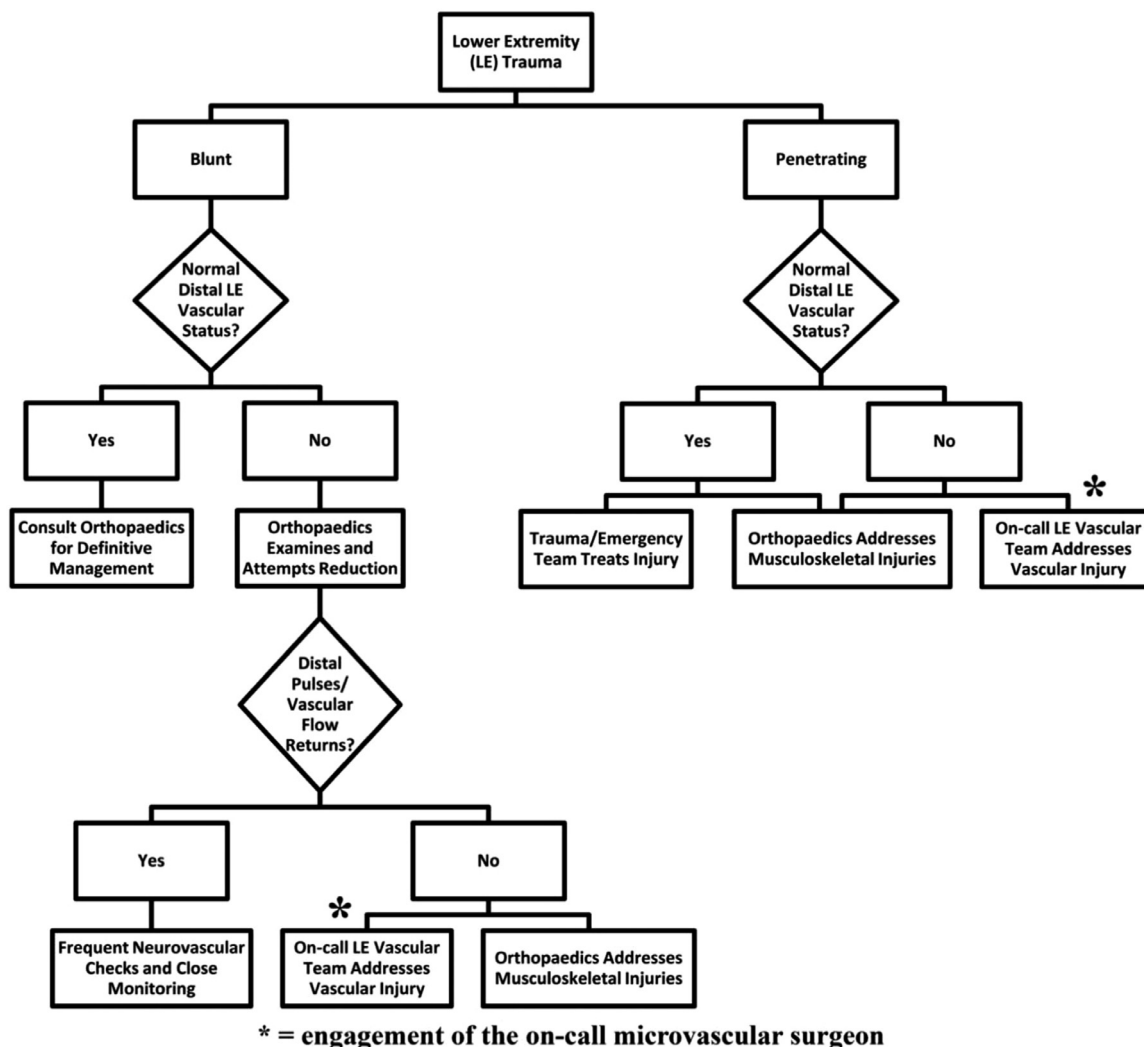 Lower Extremity
(LE) Trauma
Blunt
Penetrating
Normal
Distal LE
Vascular
Status?
Normal
Distal LE
Vascular
Status?
Yes
No
Yes
No
*
Consult Orthopaedics
for Definitive
Management
Orthopaedics
Examines and
Attempts Reduction
Trauma/Emergency
Team Treats Injury
Orthopaedics Addresses
Musculoskeletal Injuries
On-call LE Vascular
Team Addresses
Vascular Injury
Distal
Pulses/
Vascular
Flow
Returns?
Yes
No
*
Frequent Neurovascular
Checks and Close
Monitoring
On-call LE Vascular
Team Addresses
Vascular Injury
Orthopaedics Addresses
Musculoskeletal Injuries
* = engagement of the on-call microvascular surgeon